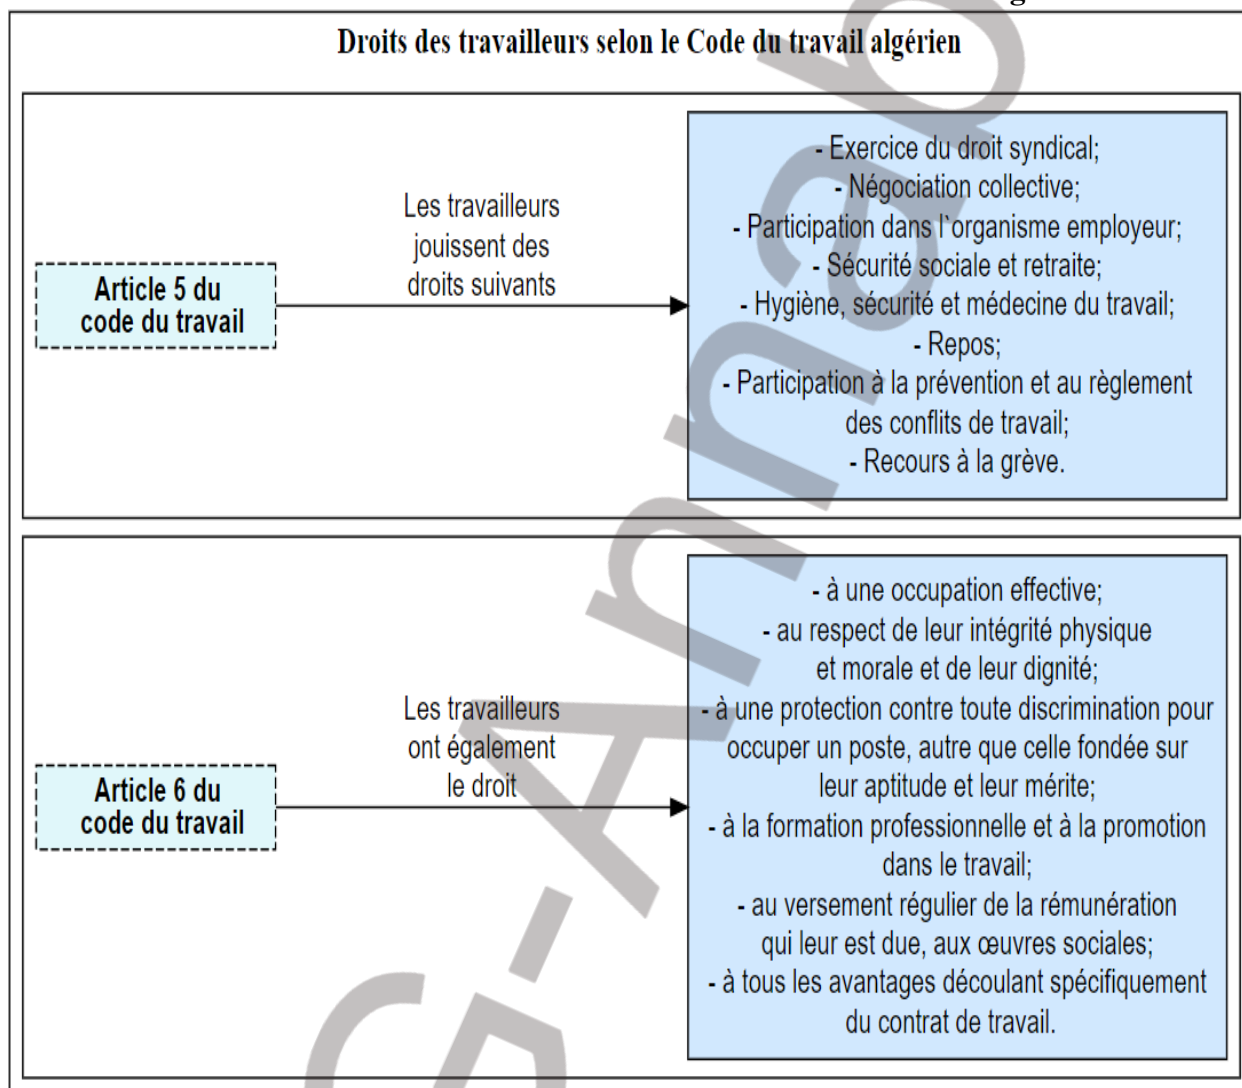 Droits des travailleurs selon le Code du travail algérien
Article 5 du
code du travail
Les travailleurs
jouissent des
droits suivants
- Exercice du droit syndical;
- Négociation collective;
- Participation dans l`organisme employeur;
- Sécurité sociale et retraite;
- Hygiène, sécurité et médecine du travail;
- Repos;
- Participation à la prévention et au règlement
des conflits de travail;
- Recours à la grève.
Article 6 du
code du travail
Les travailleurs
ont également
le droit
- à une occupation effective;
- au respect de leur intégrité physique
et morale et de leur dignité;
- à une protection contre toute discrimination pour
occuper un poste, autre que celle fondée sur
leur aptitude et leur mérite;
- à la formation professionnelle et à la promotion
dans le travail;
- au versement régulier de la rémunération
qui leur est due, aux œuvres sociales;
- à tous les avantages découlant spécifiquement
du contrat de travail.
G-Annab